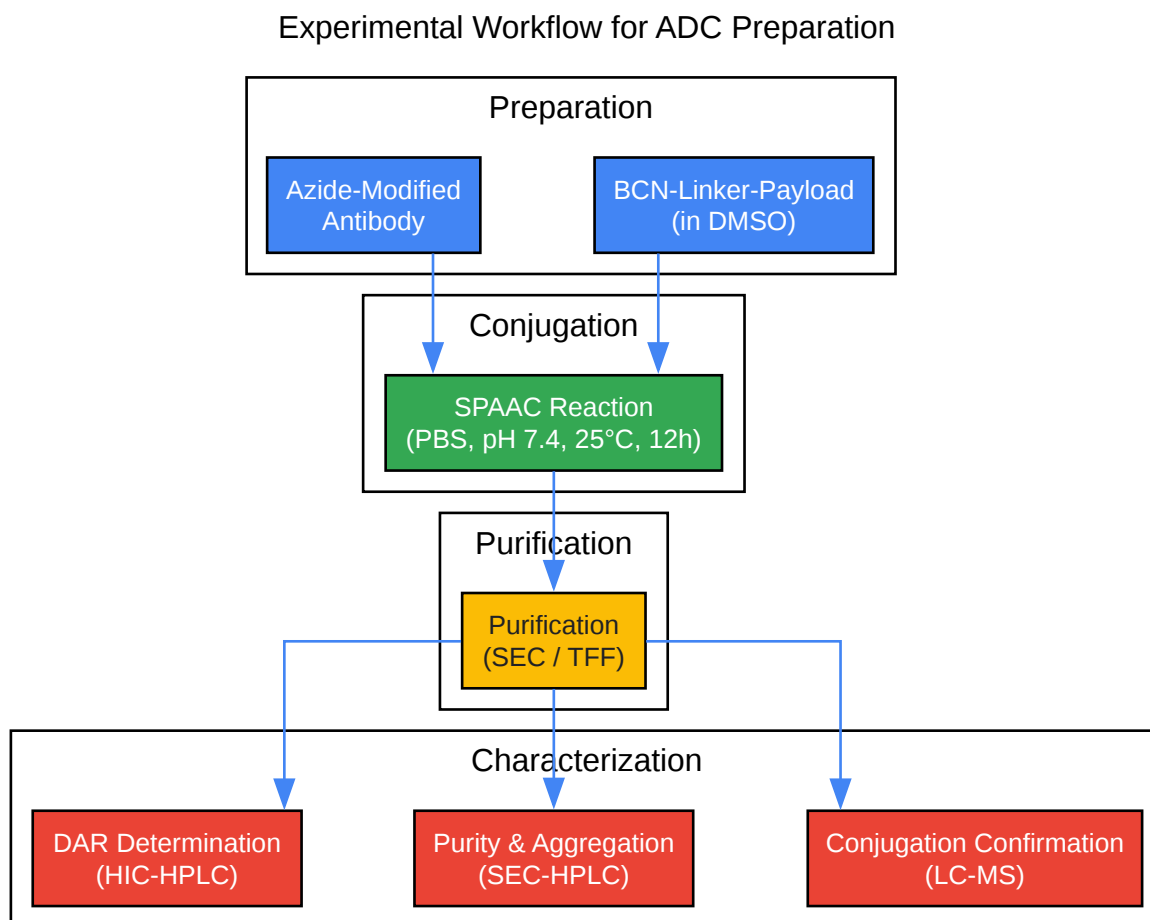 Experimental Workflow for ADC Preparation
Preparation
Azide-Modified
Antibody
BCN-Linker-Payload
(in DMSO)
Conjugation
SPAAC Reaction
(PBS, pH 7.4, 25°C, 12h)
Purification
Purification
(SEC / TFF)
Characterization
DAR Determination
(HIC-HPLC)
Purity & Aggregation
(SEC-HPLC)
Conjugation Confirmation
(LC-MS)